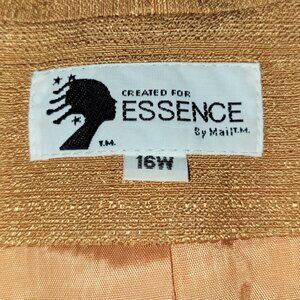 CREATED FOR
ESSENCE
By Mail T.M.
T.M.
16W